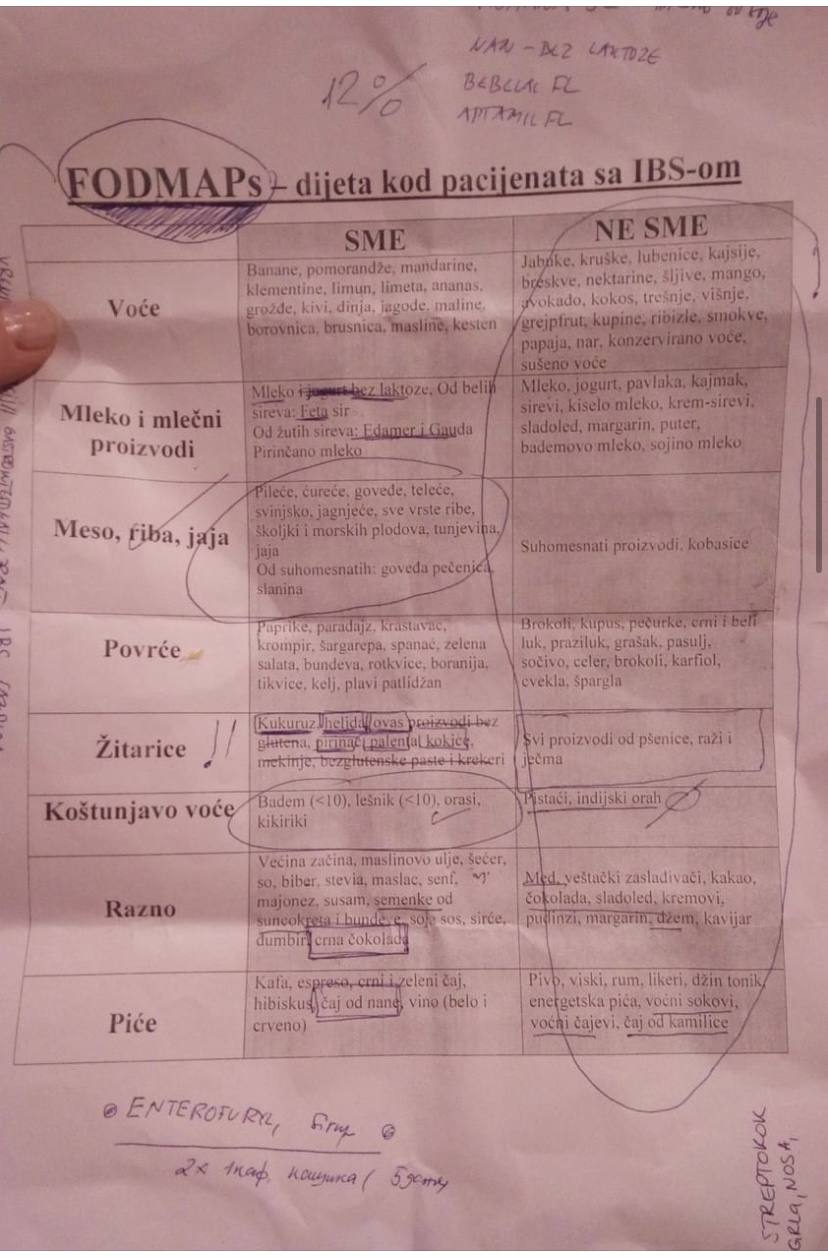 NAN - BEZ LAKTOZE
12%
BEBELAC FL
APTAMIL FL
FODMAPs – dijeta kod pacijenata sa IBS-om
SME
NE SME
Voće
Banane, pomorandže, mandarine,
klementine, limun, limeta, ananas,
grožđe, kivi, dinja, jagode, maline,
borovnica, brusnica, masline, kesten
Jabuke, kruške, lubenice, kajsije,
breskve, nektarine, šljive, mango,
avokado, kokos, trešnje, višnje,
grejpfrut, kupine, ribizle, smokve,
papaja, nar, konzervirano voće,
sušeno voće
Mleko i mlečni
proizvodi
Mleko i jogurt bez laktoze, Od belih
sireva: Feta sir
Od žutih sireva: Edamer i Gauda
Pirinčano mleko
Mleko, jogurt, pavlaka, kajmak,
sirevi, kiselo mleko, krem-sirevi,
sladoled, margarin, puter,
bademovo mleko, sojino mleko
Meso, riba, jaja
Pileće, ćureće, goveđe, teleće,
svinjsko, jagnjeće, sve vrste ribe,
školjki i morskih plodova, tunjevina,
jaja
Od suhomesnatih: goveđa pečenica,
slanina
Suhomesnati proizvodi, kobasice
Povrće
Paprike, paradajz, krastavac,
krompir, šargarepa, spanać, zelena
salata, bundeva, rotkvice, boranija,
tikvice, kelj, plavi patlidžan
Brokoli, kupus, pečurke, crni i beli
luk, praziluk, grašak, pasulj,
sočivo, celer, brokoli, karfiol,
cvekla, špargla
Žitarice !!
Kukuruz, heljda, ovas proizvodi bez
glutena, pirinač, palenta, kokice,
mekinje, bezglutenske paste i krekeri
Svi proizvodi od pšenice, raži i
ječma
Koštunjavo voće
Badem (<10), lešnik (<10), orasi,
kikiriki
Pistaći, indijski orah
Razno
Većina začina, maslinovo ulje, šećer,
so, biber, stevia, maslac, senf,
majonez, susam, semenke od
suncokreta i bundeve, soja sos, sirće,
đumbir, crna čokolada
Med, veštački zaslađivači, kakao,
čokolada, sladoled, kremovi,
pudinzi, margarin, džem, kavijar
Piće
Kafa, espreso, crni i zeleni čaj,
hibiskus, čaj od nane, vino (belo i
crveno)
Pivo, viski, rum, likeri, džin tonik,
energetska pića, voćni sokovi,
voćni čajevi, čaj od kamilice
ENTEROFURYL, sirup
2x 1 каф. кашика (5
STREPTOKOK
GRLA, NOSA,